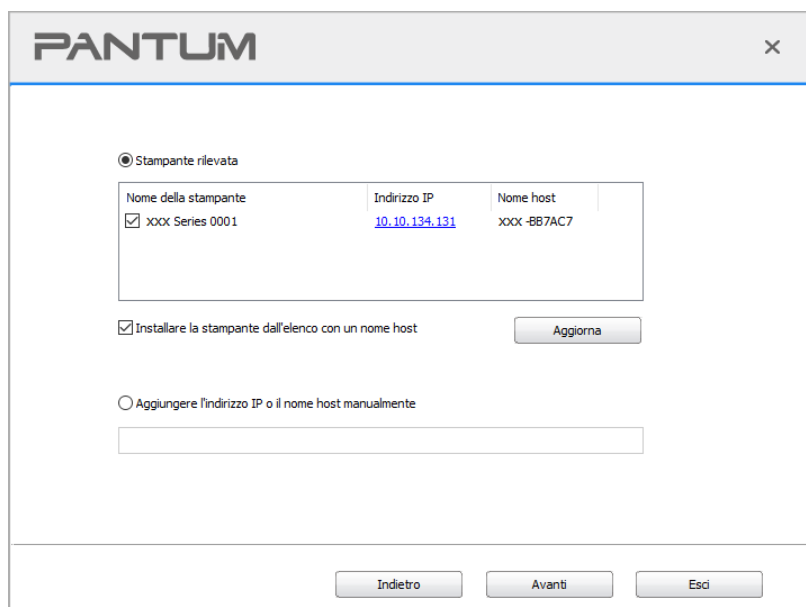 PANTUM
Stampante rilevata
Nome della stampante Indirizzo IP Nome host
XXX Series 0001 10.10.134.131 XXX -BB7AC7
Installare la stampante dall'elenco con un nome host
Aggiorna
Aggiungere l'indirizzo IP o il nome host manualmente
Indietro Avanti Esci